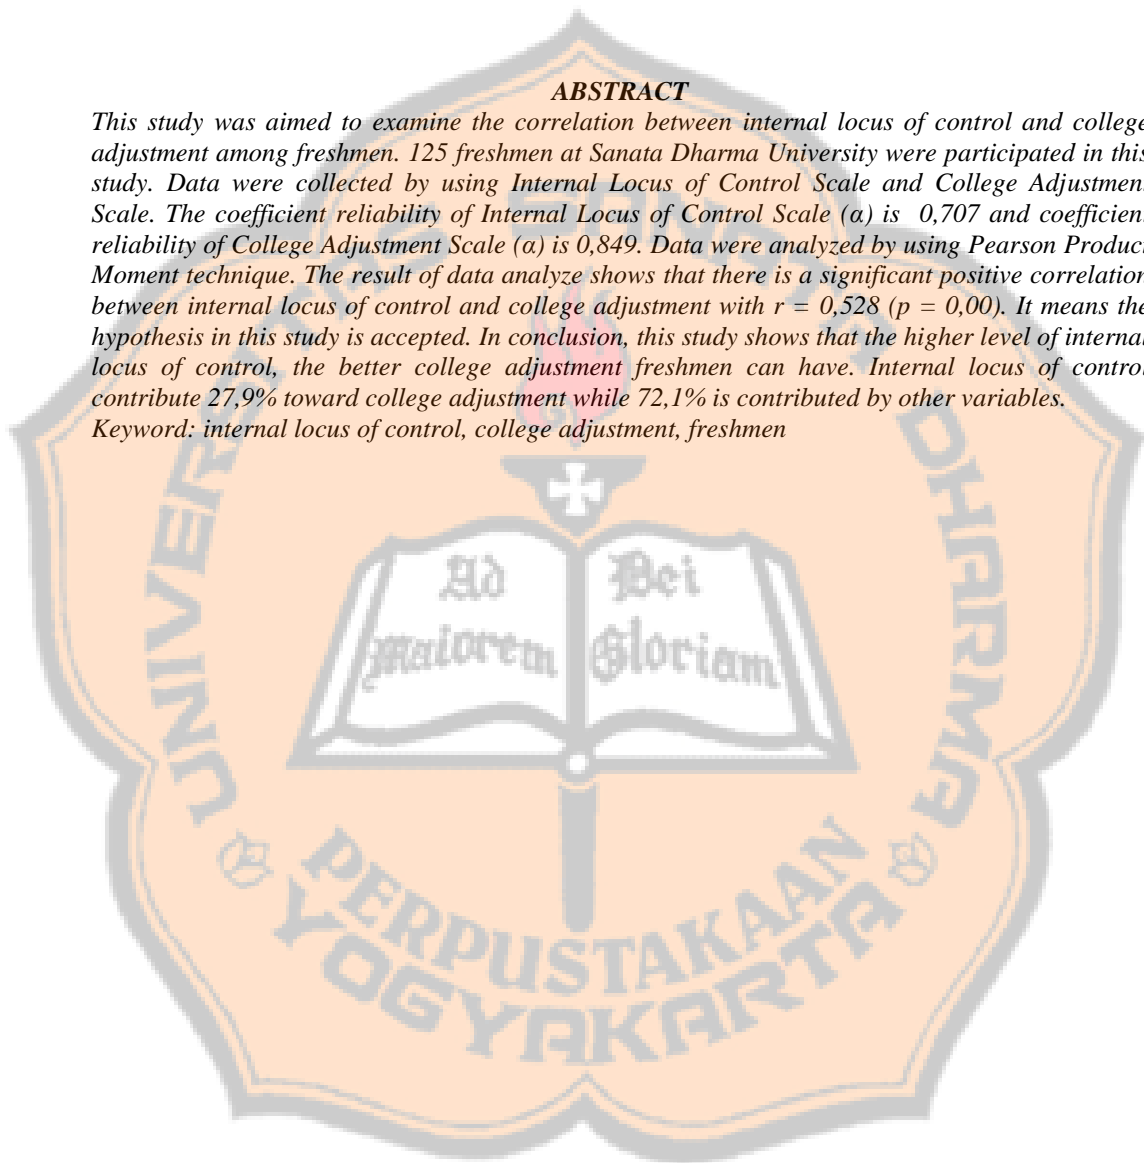 ABSTRACT
This study was aimed to examine the correlation between internal locus of control and college
adjustment among freshmen. 125 freshmen at Sanata Dharma University were participated in this
study. Data were collected by using Internal Locus of Control Scale and College Adjustment
Scale. The coefficient reliability of Internal Locus of Control Scale (α) is 0,707 and coefficient
reliability of College Adjustment Scale (α) is 0,849. Data were analyzed by using Pearson Product
Moment technique. The result of data analyze shows that there is a significant positive correlation
between internal locus of control and college adjustment with r = 0,528 (p = 0,00). It means the
hypothesis in this study is accepted. In conclusion, this study shows that the higher level of internal
locus of control, the better college adjustment freshmen can have. Internal locus of control
contribute 27,9% toward college adjustment while 72,1% is contributed by other variables.
Keyword: internal locus of control, college adjustment, freshmen
UNIVERSITAS SANATA DHARMA
Ad Dei
Maiorem Gloriam
PERPUSTAKAAN
YOGYAKARTA